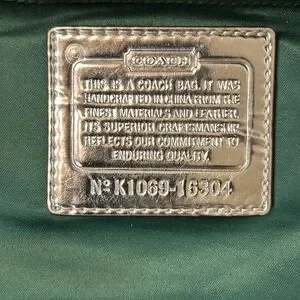 COACH
THIS IS A COACH BAG. IT WAS
HANDCRAFTED IN CHINA FROM THE
FINEST MATERIALS AND LEATHER.
ITS SUPERIOR CRAFTSMANSHIP
REFLECTS OUR COMMITMENT TO
ENDURING QUALITY.
Nº K1069-16304